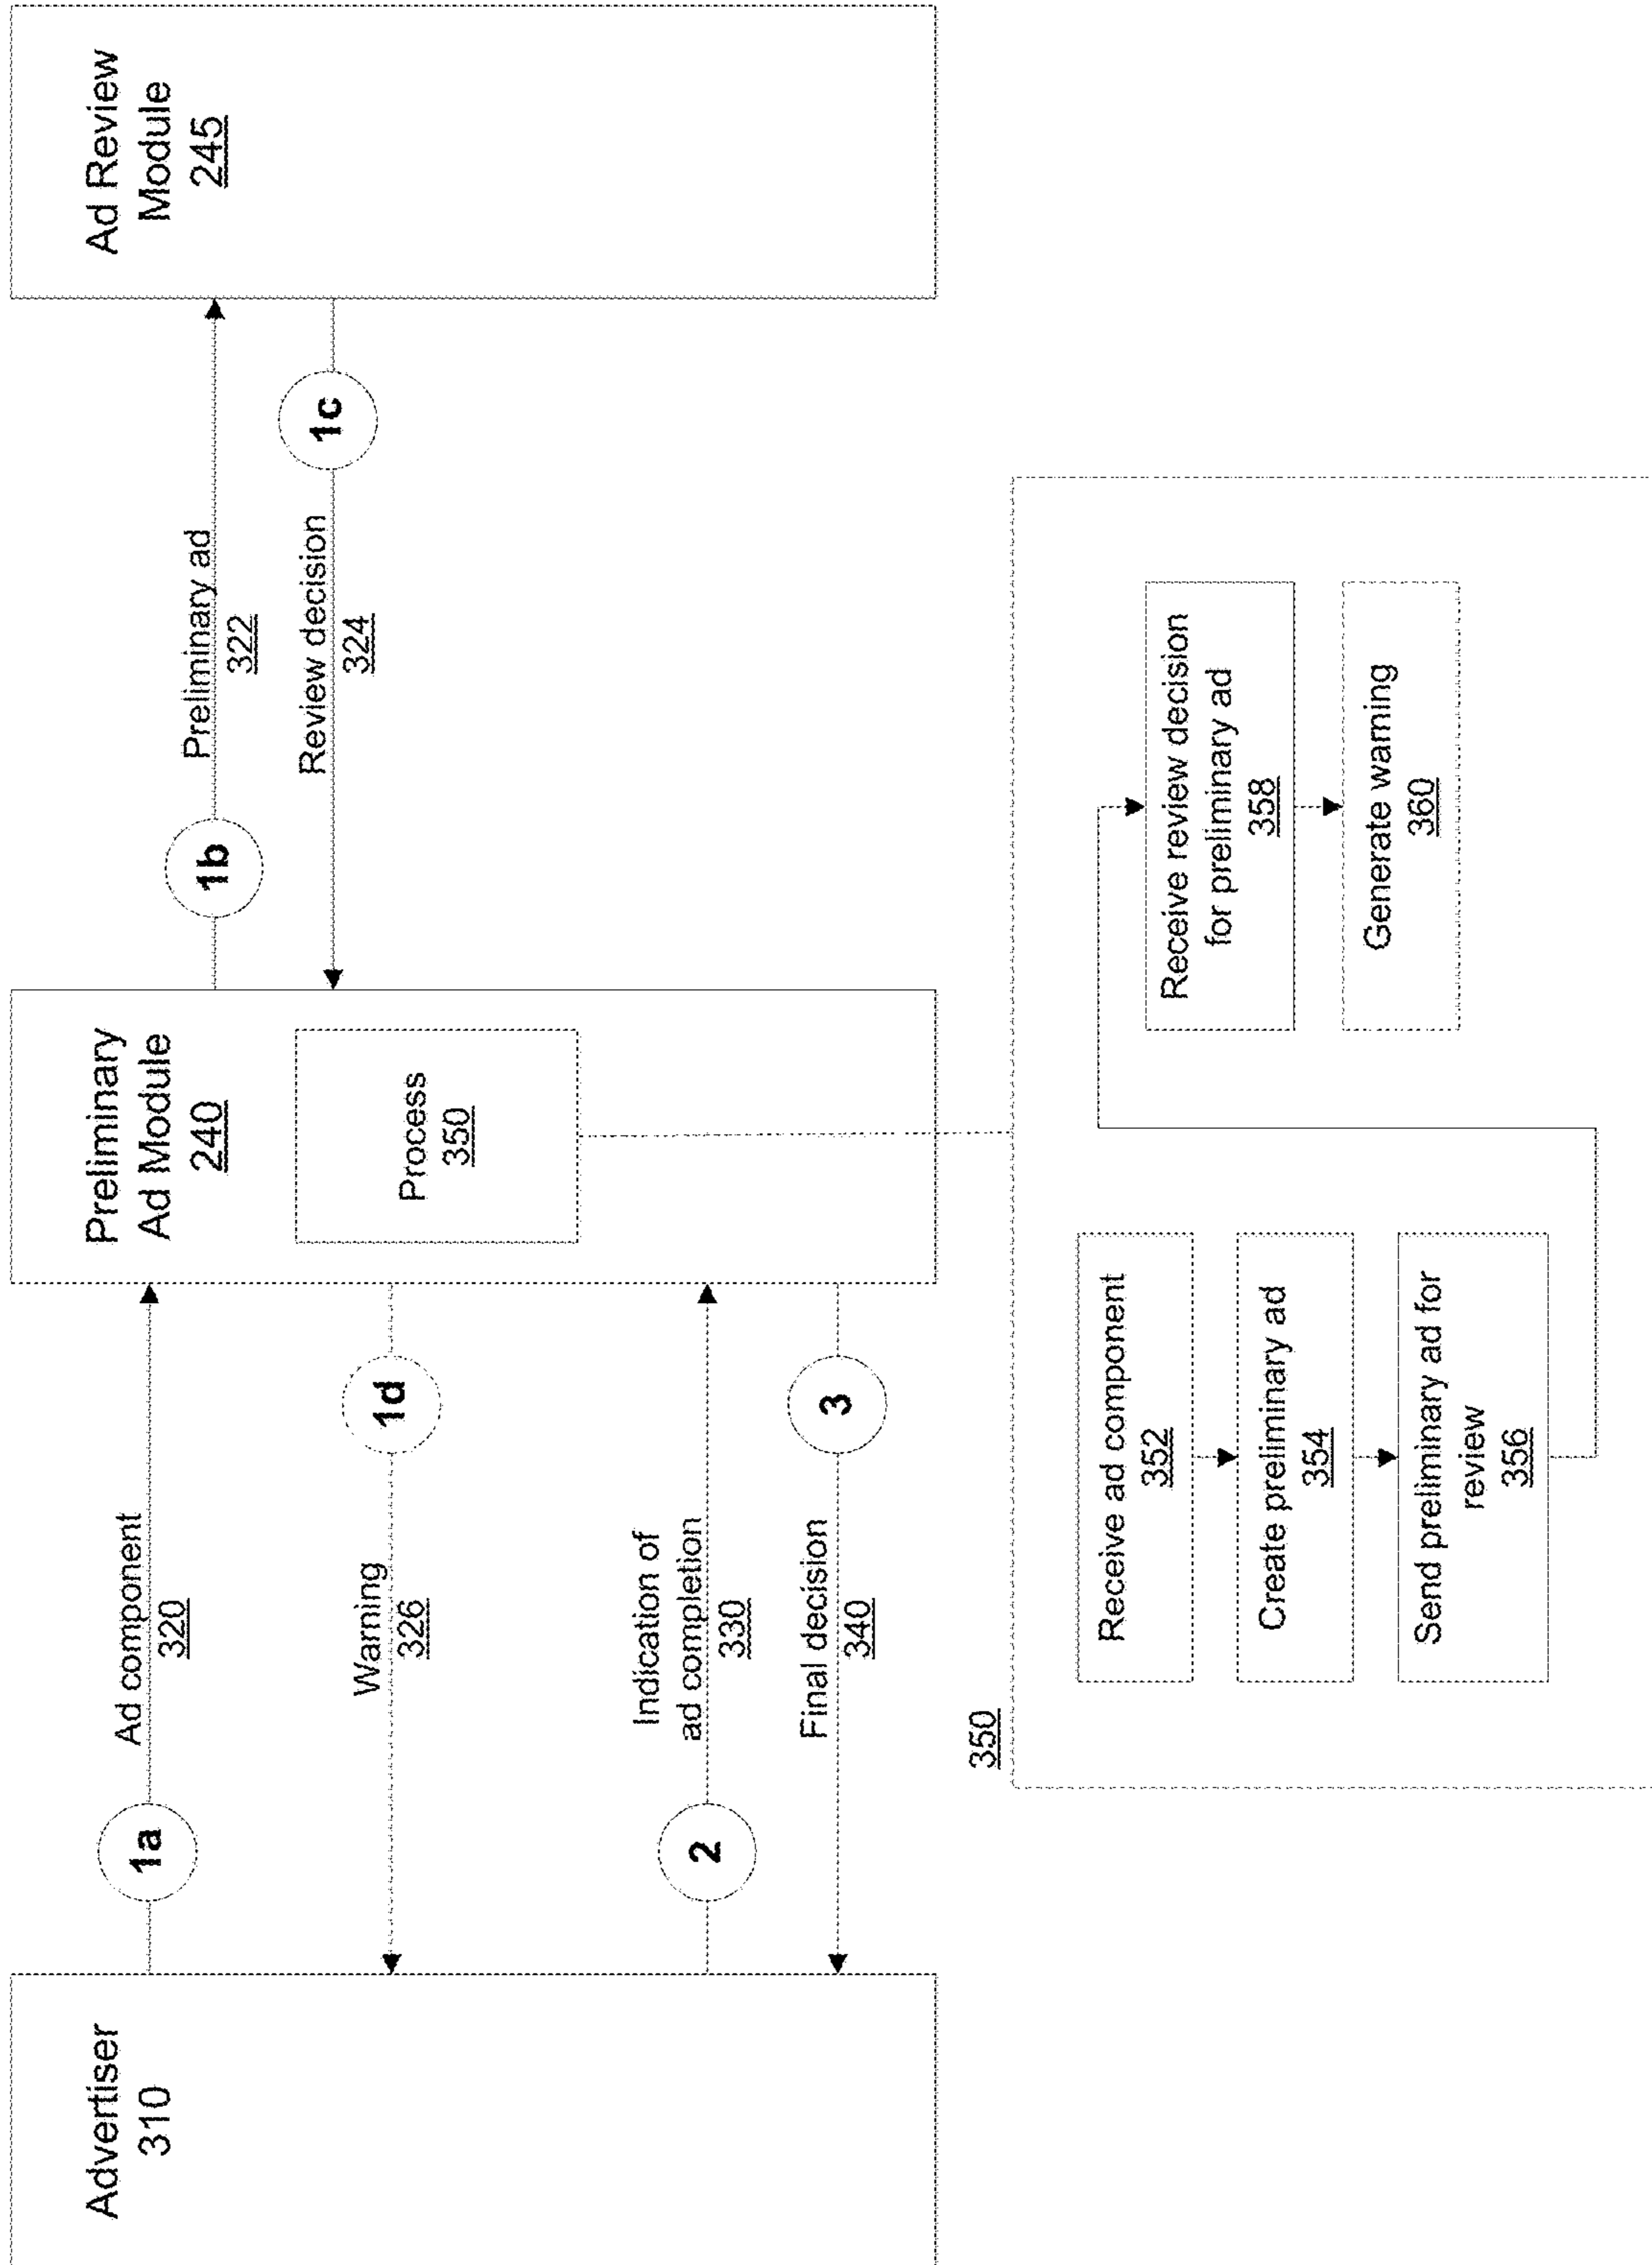 Advertiser
310
Preliminary
Ad Module
240
Ad Review
Module
245
1a
Ad component
320
1b
Preliminary ad
322
Review decision
324
1c
Process
350
Warning
326
1d
2
Indication of
ad completion
330
Final decision
340
3
350
Receive ad component
352
Create preliminary ad
354
Send preliminary ad for
review
356
Receive review decision
for preliminary ad
358
Generate warning
360